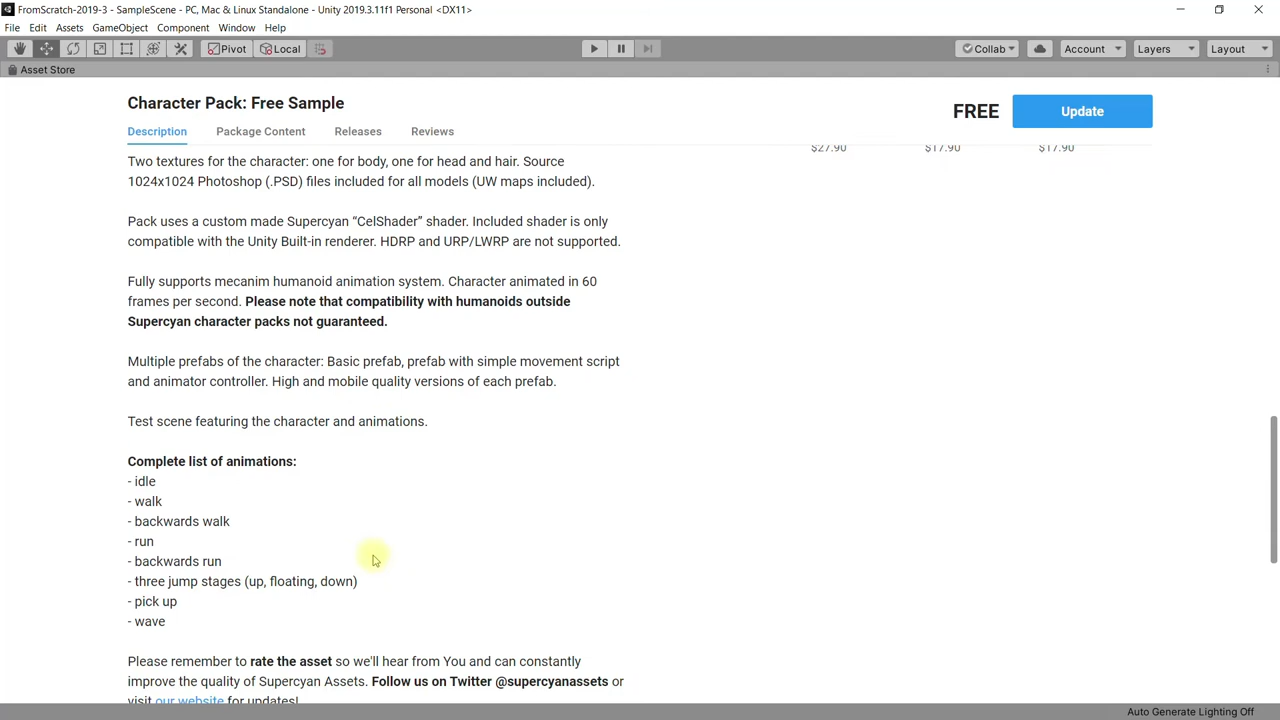 FromScratch-2019-3 - SampleScene - PC, Mac & Linux Standalone - Unity 2019.3.11f1 Personal <DX11>
File Edit Assets GameObject Component Window Help
Pivot Local Collab Account Layers Layout
Asset Store
Character Pack: Free Sample
FREE Update
Description Package Content Releases Reviews
$27.90 $17.90 $17.90
Two textures for the character: one for body, one for head and hair. Source
1024x1024 Photoshop (.PSD) files included for all models (UW maps included).
Pack uses a custom made Supercyan “CelShader” shader. Included shader is only
compatible with the Unity Built-in renderer. HDRP and URP/LWRP are not supported.
Fully supports mecanim humanoid animation system. Character animated in 60
frames per second. Please note that compatibility with humanoids outside
Supercyan character packs not guaranteed.
Multiple prefabs of the character: Basic prefab, prefab with simple movement script
and animator controller. High and mobile quality versions of each prefab.
Test scene featuring the character and animations.
Complete list of animations:
- idle
- walk
- backwards walk
- run
- backwards run
- three jump stages (up, floating, down)
- pick up
- wave
Please remember to rate the asset so we'll hear from You and can constantly
improve the quality of Supercyan Assets. Follow us on Twitter @supercyanassets or
visit our website for updates!
Auto Generate Lighting Off